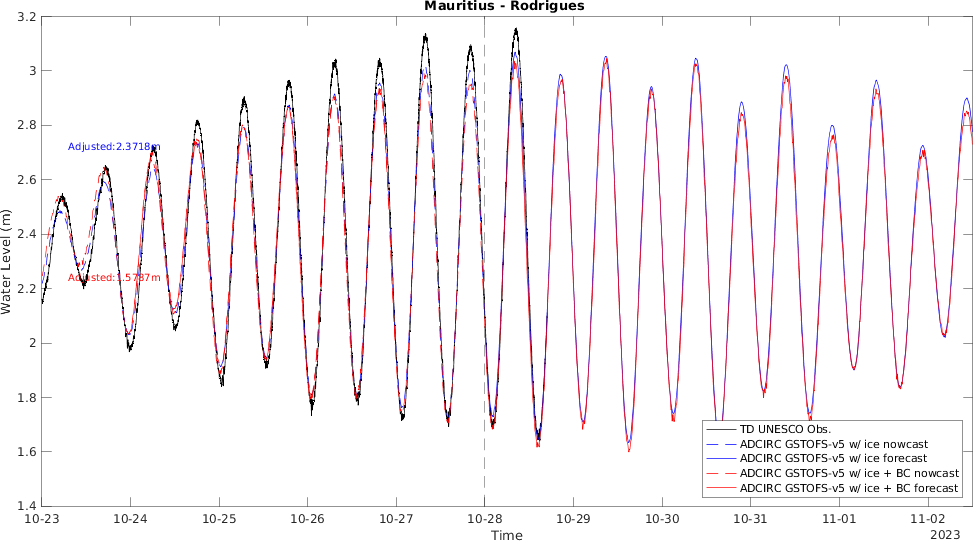 Mauritius - Rodrigues
Water Level (m)
3.2
3
2.8
2.6
2.4
2.2
2
1.8
1.6
1.4
Adjusted:2.3718m
Adjusted:1.5787m
TD UNESCO Obs.
ADCIRC GSTOFS-v5 w/ ice nowcast
ADCIRC GSTOFS-v5 w/ ice forecast
ADCIRC GSTOFS-v5 w/ ice + BC nowcast
ADCIRC GSTOFS-v5 w/ ice + BC forecast
10-23 10-24 10-25 10-26 10-27 10-28 10-29 10-30 10-31 11-01 11-02
Time
2023